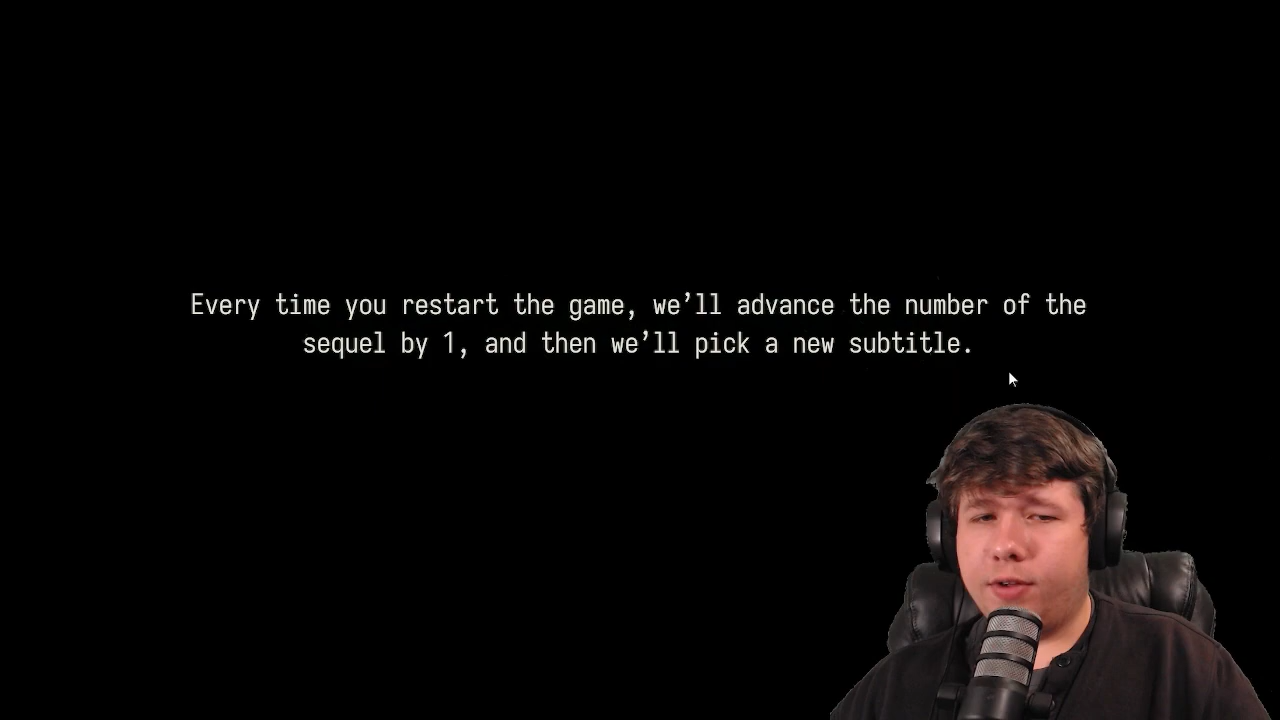 Every time you restart the game, we’ll advance the number of the
sequel by 1, and then we’ll pick a new subtitle.